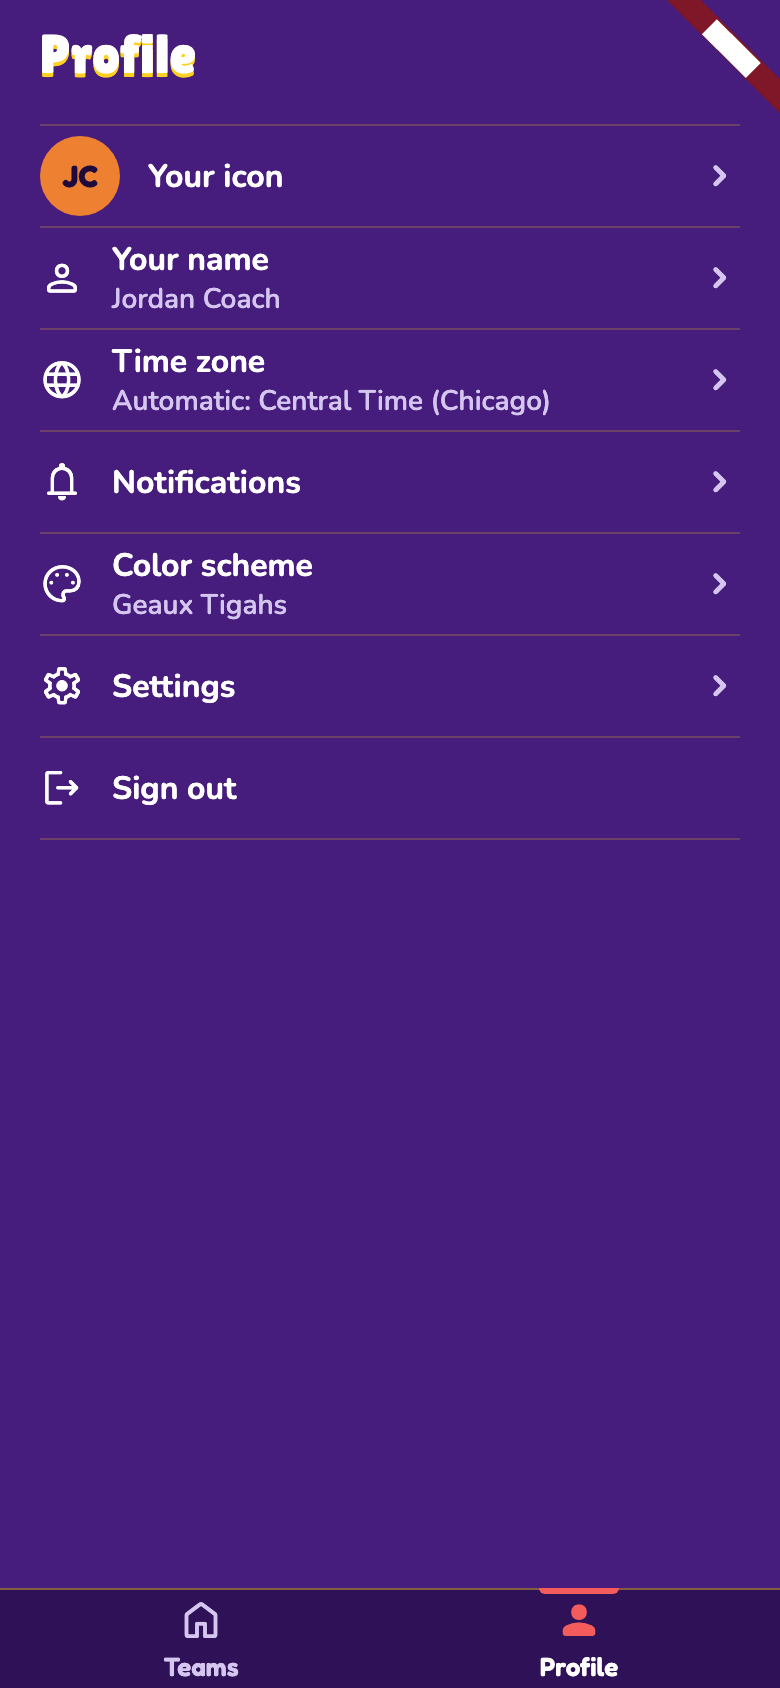 Profile
JC
Your icon
Your name
Jordan Coach
Time zone
Automatic: Central Time (Chicago)
Notifications
Color scheme
Geaux Tigahs
Settings
Sign out
Teams
Profile